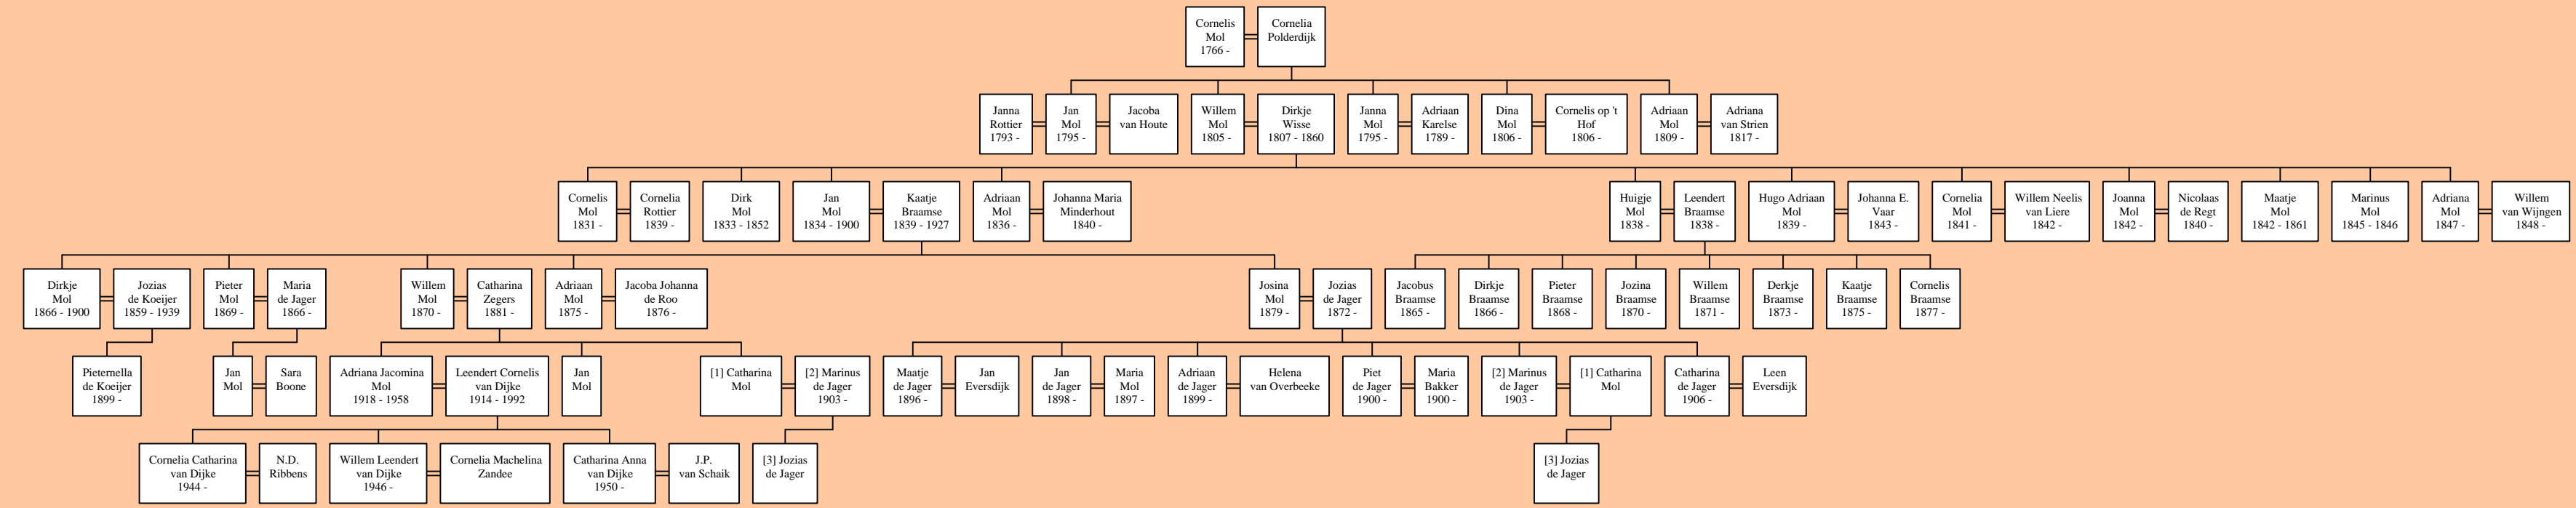 Cornelis
Mol
1766 -
Cornelia
Polderdijk
Janna
Rottier
1793 -
Jan
Mol
1795 -
Jacoba
van Houte
Willem
Mol
1805 -
Dirkje
Wisse
1807 - 1860
Janna
Mol
1795 -
Adriaan
Karelse
1789 -
Dina
Mol
1806 -
Cornelis op 't
Hof
1806 -
Adriaan
Mol
1809 -
Adriana
van Strien
1817 -
Cornelis
Mol
1831 -
Cornelia
Rottier
1839 -
Dirk
Mol
1833 - 1852
Jan
Mol
1834 - 1900
Kaatje
Braamse
1839 - 1927
Adriaan
Mol
1836 -
Johanna Maria
Minderhout
1840 -
Huigje
Mol
1838 -
Leendert
Braamse
1838 -
Hugo Adriaan
Mol
1839 -
Johanna E.
Vaar
1843 -
Cornelia
Mol
1841 -
Willem Neelis
van Liere
1842 -
Joanna
Mol
1842 -
Nicolaas
de Regt
1840 -
Maatje
Mol
1842 - 1861
Marinus
Mol
1845 - 1846
Adriana
Mol
1847 -
Willem
van Wijngen
1848 -
Dirkje
Mol
1866 - 1900
Jozias
de Koeijer
1859 - 1939
Pieter
Mol
1869 -
Maria
de Jager
1866 -
Willem
Mol
1870 -
Catharina
Zegers
1881 -
Adriaan
Mol
1875 -
Jacoba Johanna
de Roo
1876 -
Josina
Mol
1879 -
Jozias
de Jager
1872 -
Jacobus
Braamse
1865 -
Dirkje
Braamse
1866 -
Pieter
Braamse
1868 -
Jozina
Braamse
1870 -
Willem
Braamse
1871 -
Derkje
Braamse
1873 -
Kaatje
Braamse
1875 -
Cornelis
Braamse
1877 -
Pieternella
de Koeijer
1899 -
Jan
Mol
Sara
Boone
Adriana Jacomina
Mol
1918 - 1958
Leendert Cornelis
van Dijke
1914 - 1992
Jan
Mol
[1] Catharina
Mol
[2] Marinus
de Jager
1903 -
Maatje
de Jager
1896 -
Jan
Eversdijk
Jan
de Jager
1898 -
Maria
Mol
1897 -
Adriaan
de Jager
1899 -
Helena
van Overbeeke
Piet
de Jager
1900 -
Maria
Bakker
1900 -
[2] Marinus
de Jager
1903 -
[1] Catharina
Mol
Catharina
de Jager
1906 -
Leen
Eversdijk
Cornelia Catharina
van Dijke
1944 -
N.D.
Ribbens
Willem Leendert
van Dijke
1946 -
Cornelia Machelina
Zandee
Catharina Anna
van Dijke
1950 -
J.P.
van Schaik
[3] Jozias
de Jager
[3] Jozias
de Jager